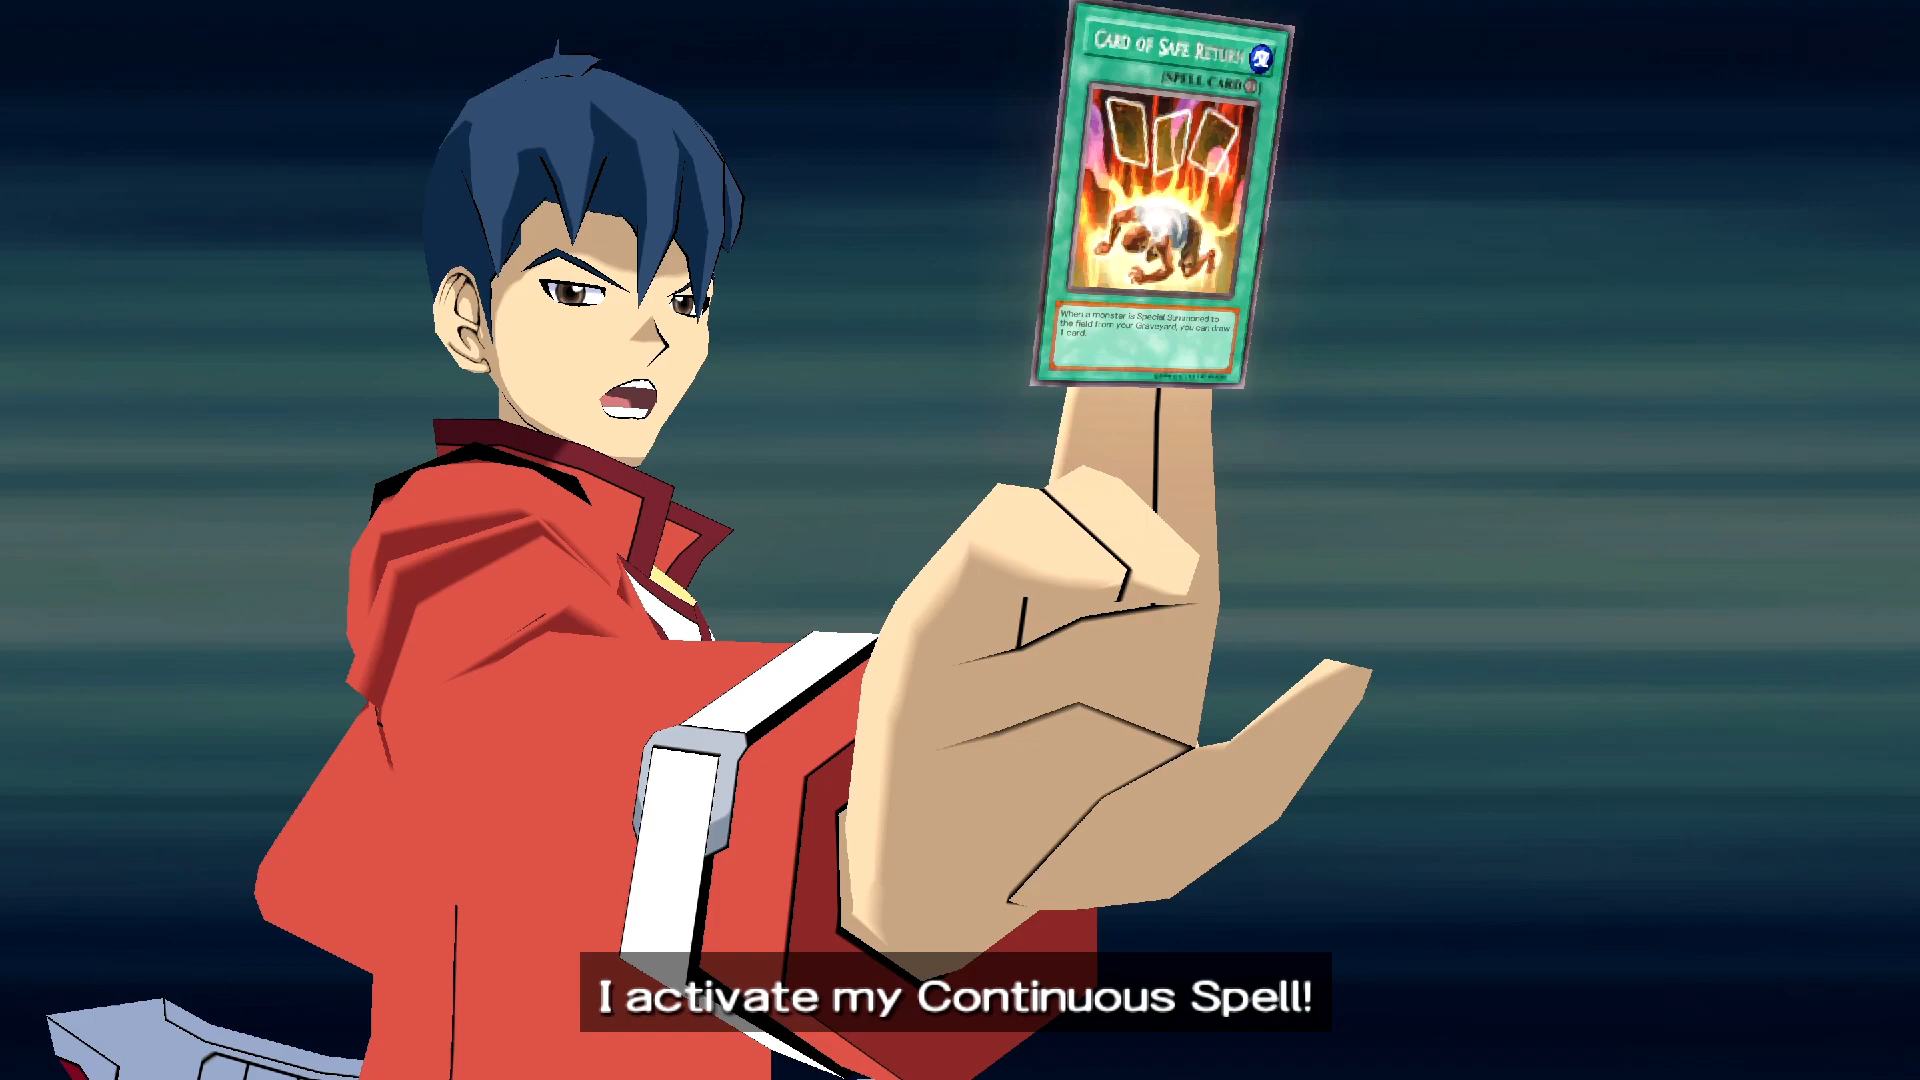 CARD OF SAFE RETURN
[SPELL CARD]
When a monster is Special Summoned to
the field from your Graveyard, you can draw
1 card.
I activate my Continuous Spell!